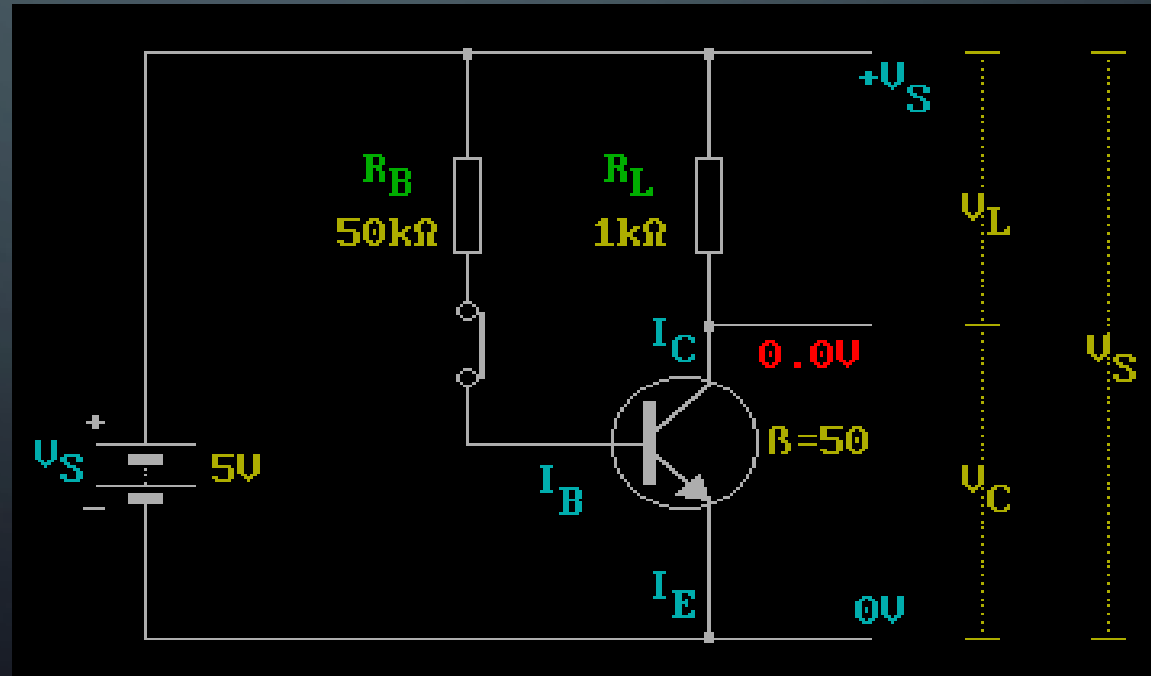 +VS
RB
50kΩ
RL
1kΩ
VL
IC
0.0V
VS
+
VS
5V
−
ß=50
IB
VC
IE
0V